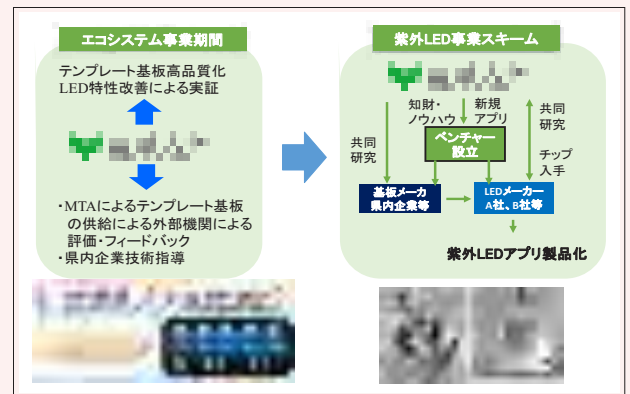 エコシステム事業期間
テンプレート基板高品質化
LED特性改善による実証
・MTAによるテンプレート基板
の供給による外部機関による
評価・フィードバック
・県内企業技術指導
紫外LED事業スキーム
知財・
ノウハウ
新規
アプリ
共同
研究
共同
研究
ベンチャー
設立
チップ
入手
基板メーカ
県内企業等
LEDメーカー
A社、B社等
紫外LEDアプリ製品化